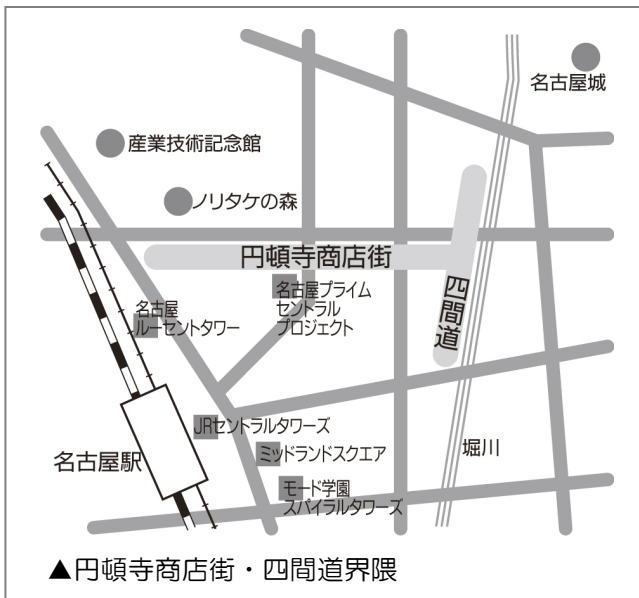 名古屋城
産業技術記念館
ノリタケの森
円頓寺商店街
四間道
名古屋プライム
セントラル
プロジェクト
名古屋
ルーセントタワー
JRセントラルタワーズ
ミッドランドスクエア
名古屋駅
堀川
モード学園
スパイラルタワーズ
▲円頓寺商店街・四間道界隈